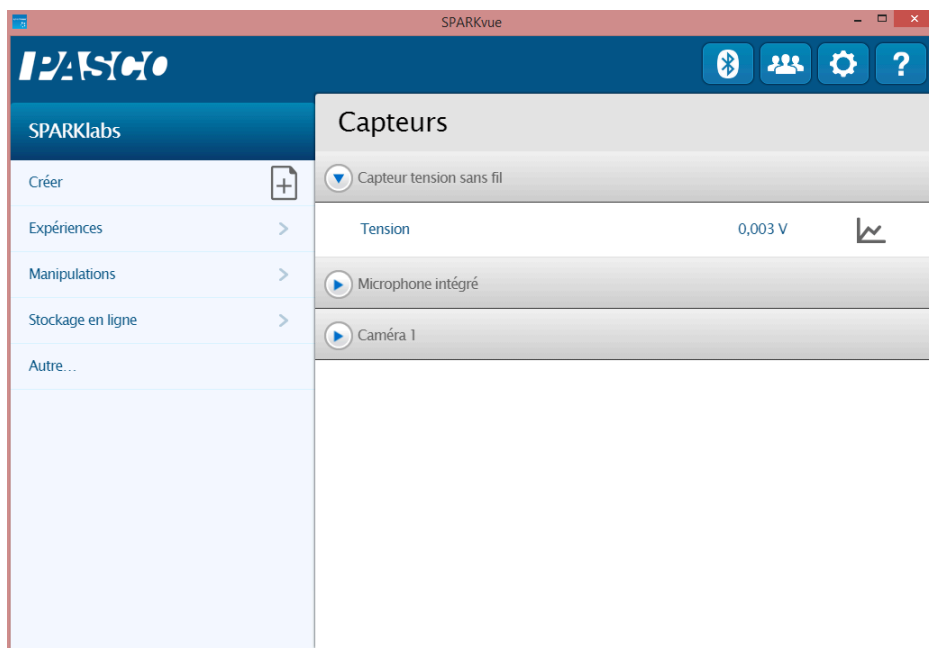 SPARKvue
PASCO
?
SPARKlabs
Capteurs
Créer
Capteur tension sans fil
Expériences
Tension 0,003 V
Manipulations
Microphone intégré
Stockage en ligne
Caméra 1
Autre...